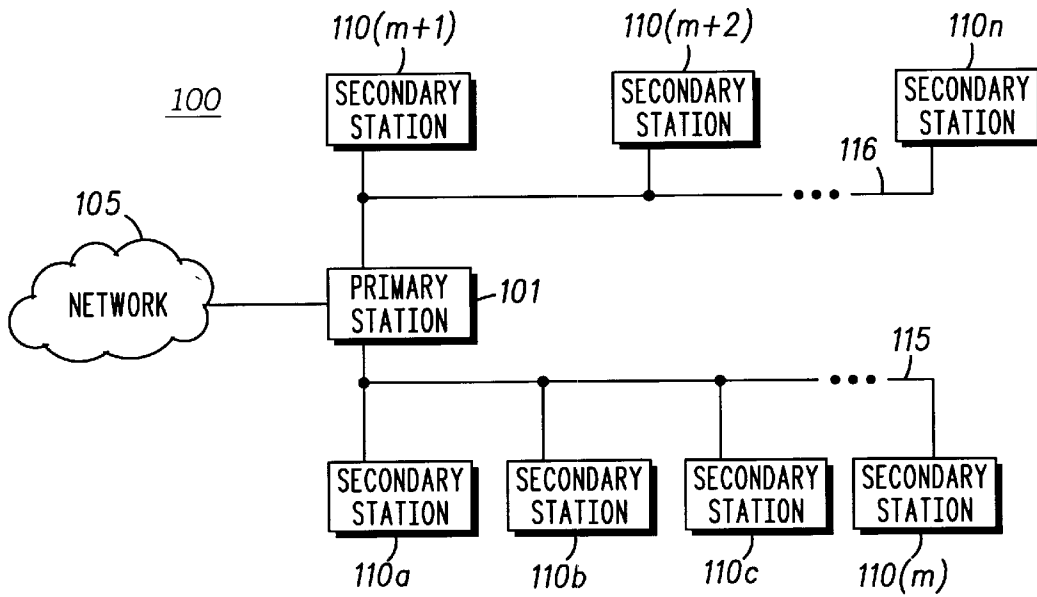 110(m+1)
110(m+2)
110n
100
SECONDARY
STATION
SECONDARY
STATION
SECONDARY
STATION
116
105
NETWORK
PRIMARY
STATION
101
115
SECONDARY
STATION
SECONDARY
STATION
SECONDARY
STATION
SECONDARY
STATION
110a
110b
110c
110(m)